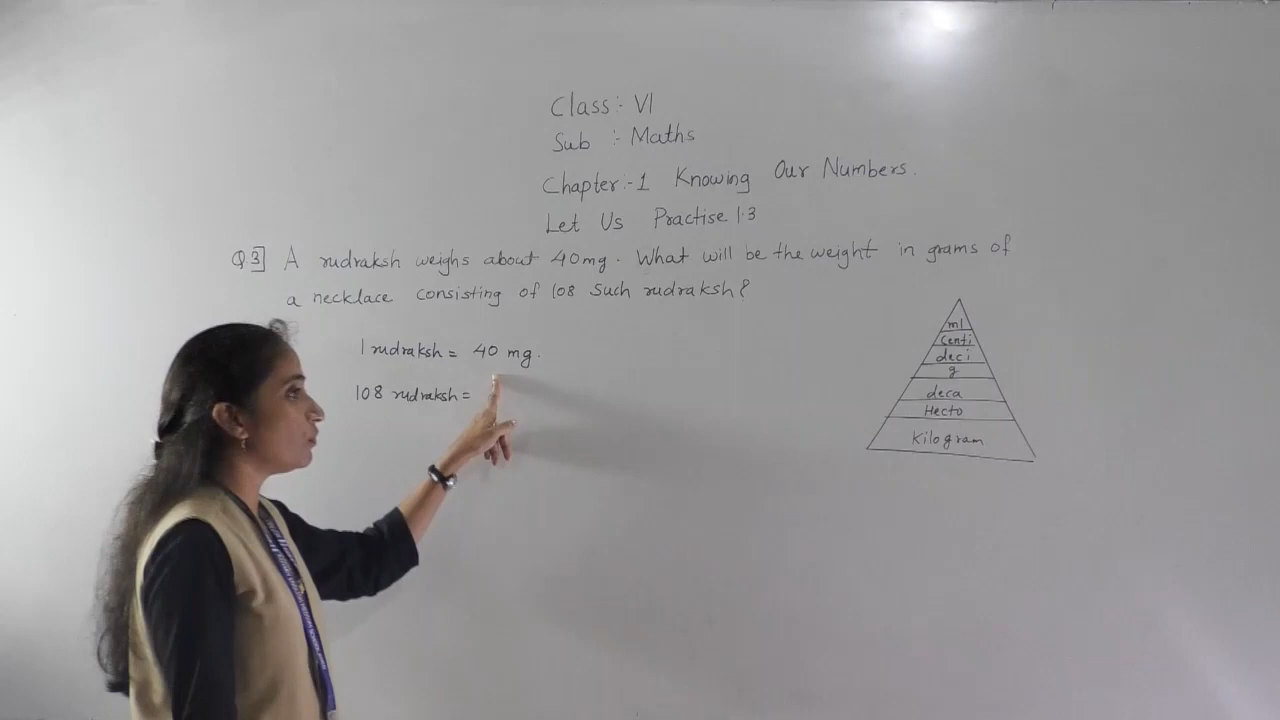 Class:- VI
Sub :- Maths
Chapter:-1 Knowing Our Numbers.
Let Us Practise 1.3
Q3] A rudraksh weighs about 40mg. What will be the weight in grams of
a necklace consisting of 108 Such rudraksh?
1 rudraksh = 40 mg.
108 rudraksh =
ml
Centi
deci
g
deca
Hecto
Kilogram